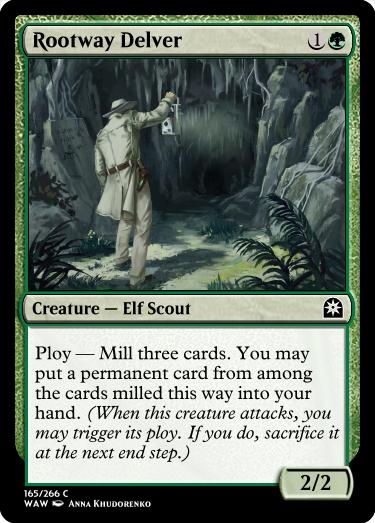 Rootway Delver 1
Creature — Elf Scout
Ploy — Mill three cards. You may
put a permanent card from among
the cards milled this way into your
hand. (When this creature attacks, you
may trigger its ploy. If you do, sacrifice it
at the next end step.)
2/2
165/266 C
WAW Anna Khudorenko